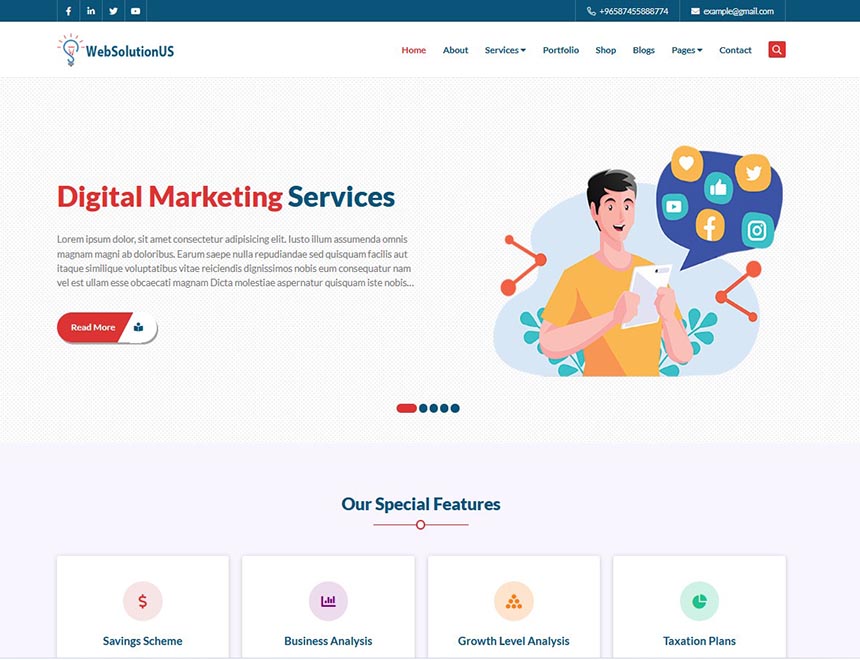 +96587455888774 example@gmail.com
WebSolutionUS
Home About Services Portfolio Shop Blogs Pages Contact
Digital Marketing Services
Lorem ipsum dolor, sit amet consectetur adipisicing elit. Iusto illum assumenda omnis
magnam magni ab doloribus. Earum saepe nulla repudiandae sed quisquam facilis aut
itaque similique voluptatibus vitae reiciendis dignissimos nobis eum consequatur nam
vel est ullam esse obcaecati magnam Dicta molestiae aspernatur quisquam iste nobis...
Read More
Our Special Features
Savings Scheme Business Analysis Growth Level Analysis Taxation Plans